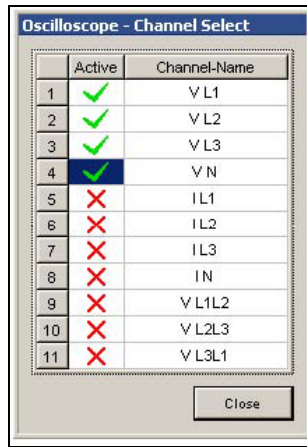 Oscilloscope - Channel Select
Active Channel-Name
1 V L1
2 V L2
3 V L3
4 V N
5 I L1
6 I L2
7 I L3
8 I N
9 V L1L2
10 V L2L3
11 V L3L1
Close